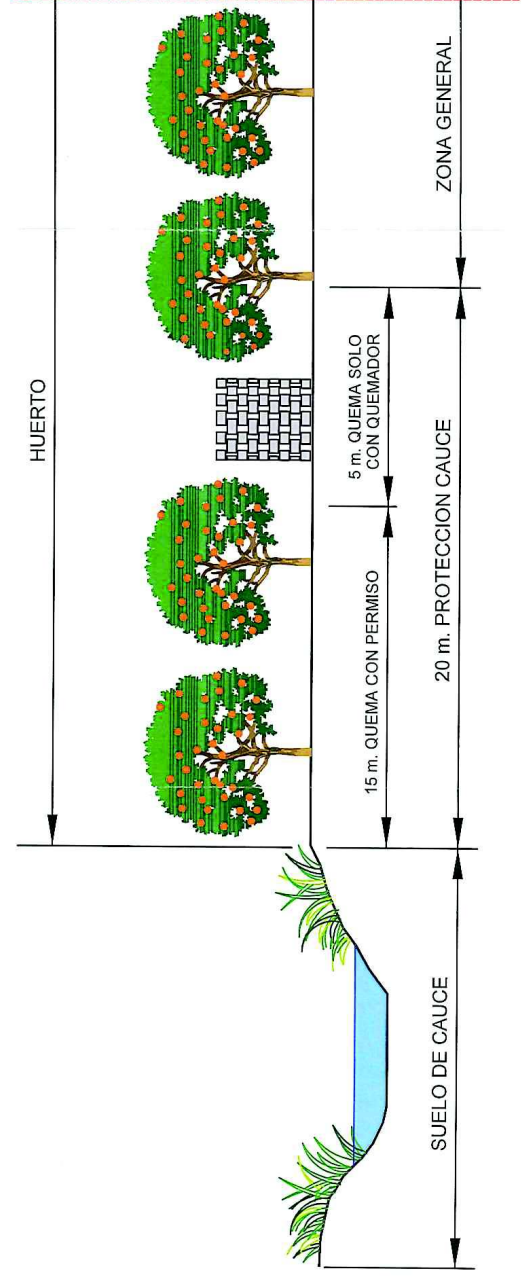 HUERTO
5 m. QUEMA SOLO
CON QUEMADOR
15 m. QUEMA CON PERMISO
ZONA GENERAL
20 m. PROTECCION CAUCE
SUELO DE CAUCE